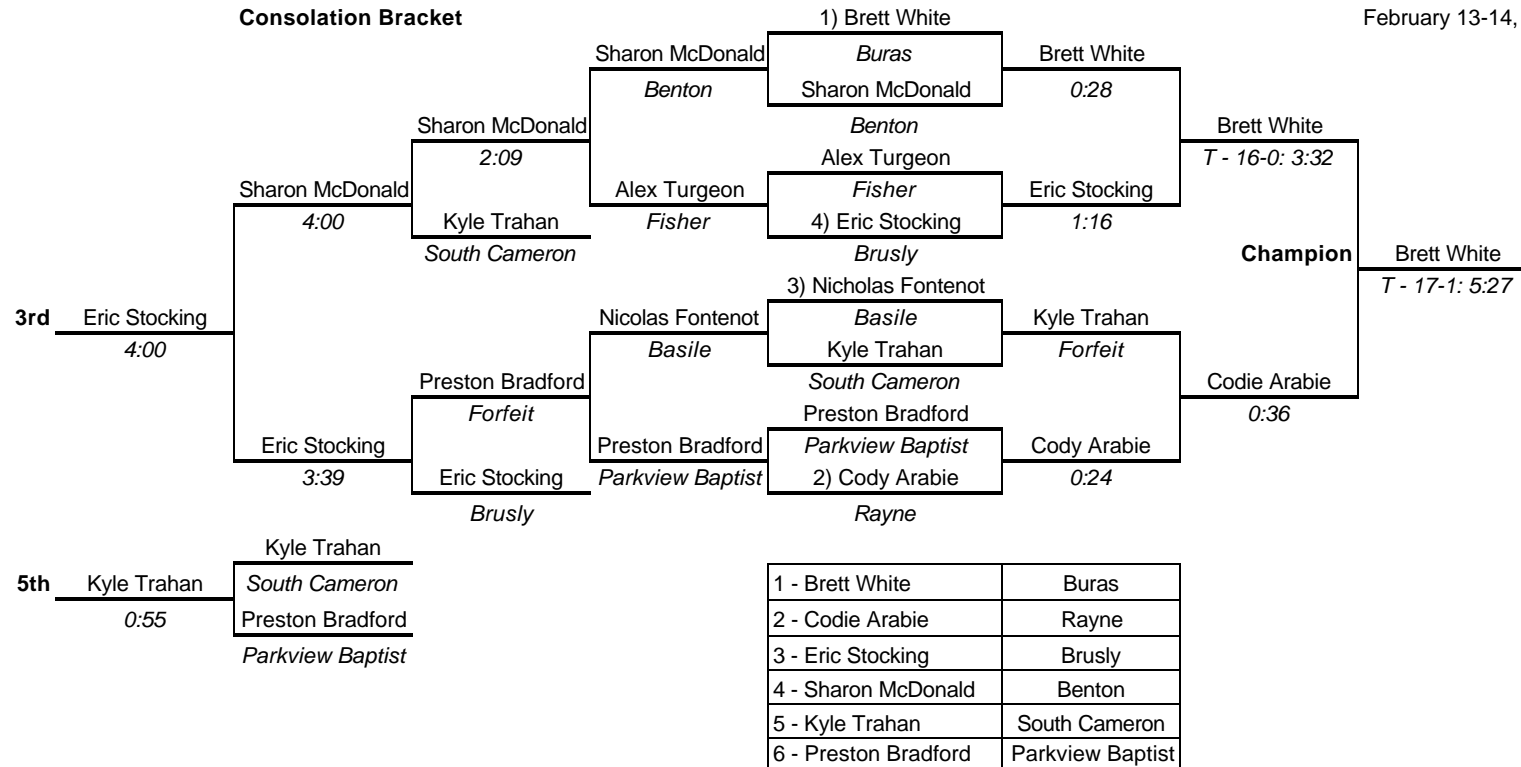 Consolation Bracket 1) Brett White February 13-14,
Sharon McDonald Buras Brett White
Benton Sharon McDonald 0:28
Sharon McDonald Benton Brett White
2:09 Alex Turgeon T - 16-0: 3:32
Sharon McDonald Alex Turgeon Fisher Eric Stocking
4:00 Kyle Trahan Fisher 4) Eric Stocking 1:16
South Cameron Brusly Champion Brett White
3) Nicholas Fontenot T - 17-1: 5:27
3rd Eric Stocking Nicolas Fontenot Basile Kyle Trahan
4:00 Basile Kyle Trahan Forfeit
Preston Bradford South Cameron Codie Arabie
Forfeit Preston Bradford 0:36
Eric Stocking Preston Bradford Parkview Baptist Cody Arabie
3:39 Eric Stocking Parkview Baptist 2) Cody Arabie 0:24
Brusly Rayne
Kyle Trahan
5th Kyle Trahan South Cameron 1 - Brett White Buras
0:55 Preston Bradford 2 - Codie Arabie Rayne
Parkview Baptist 3 - Eric Stocking Brusly
4 - Sharon McDonald Benton
5 - Kyle Trahan South Cameron
6 - Preston Bradford Parkview Baptist